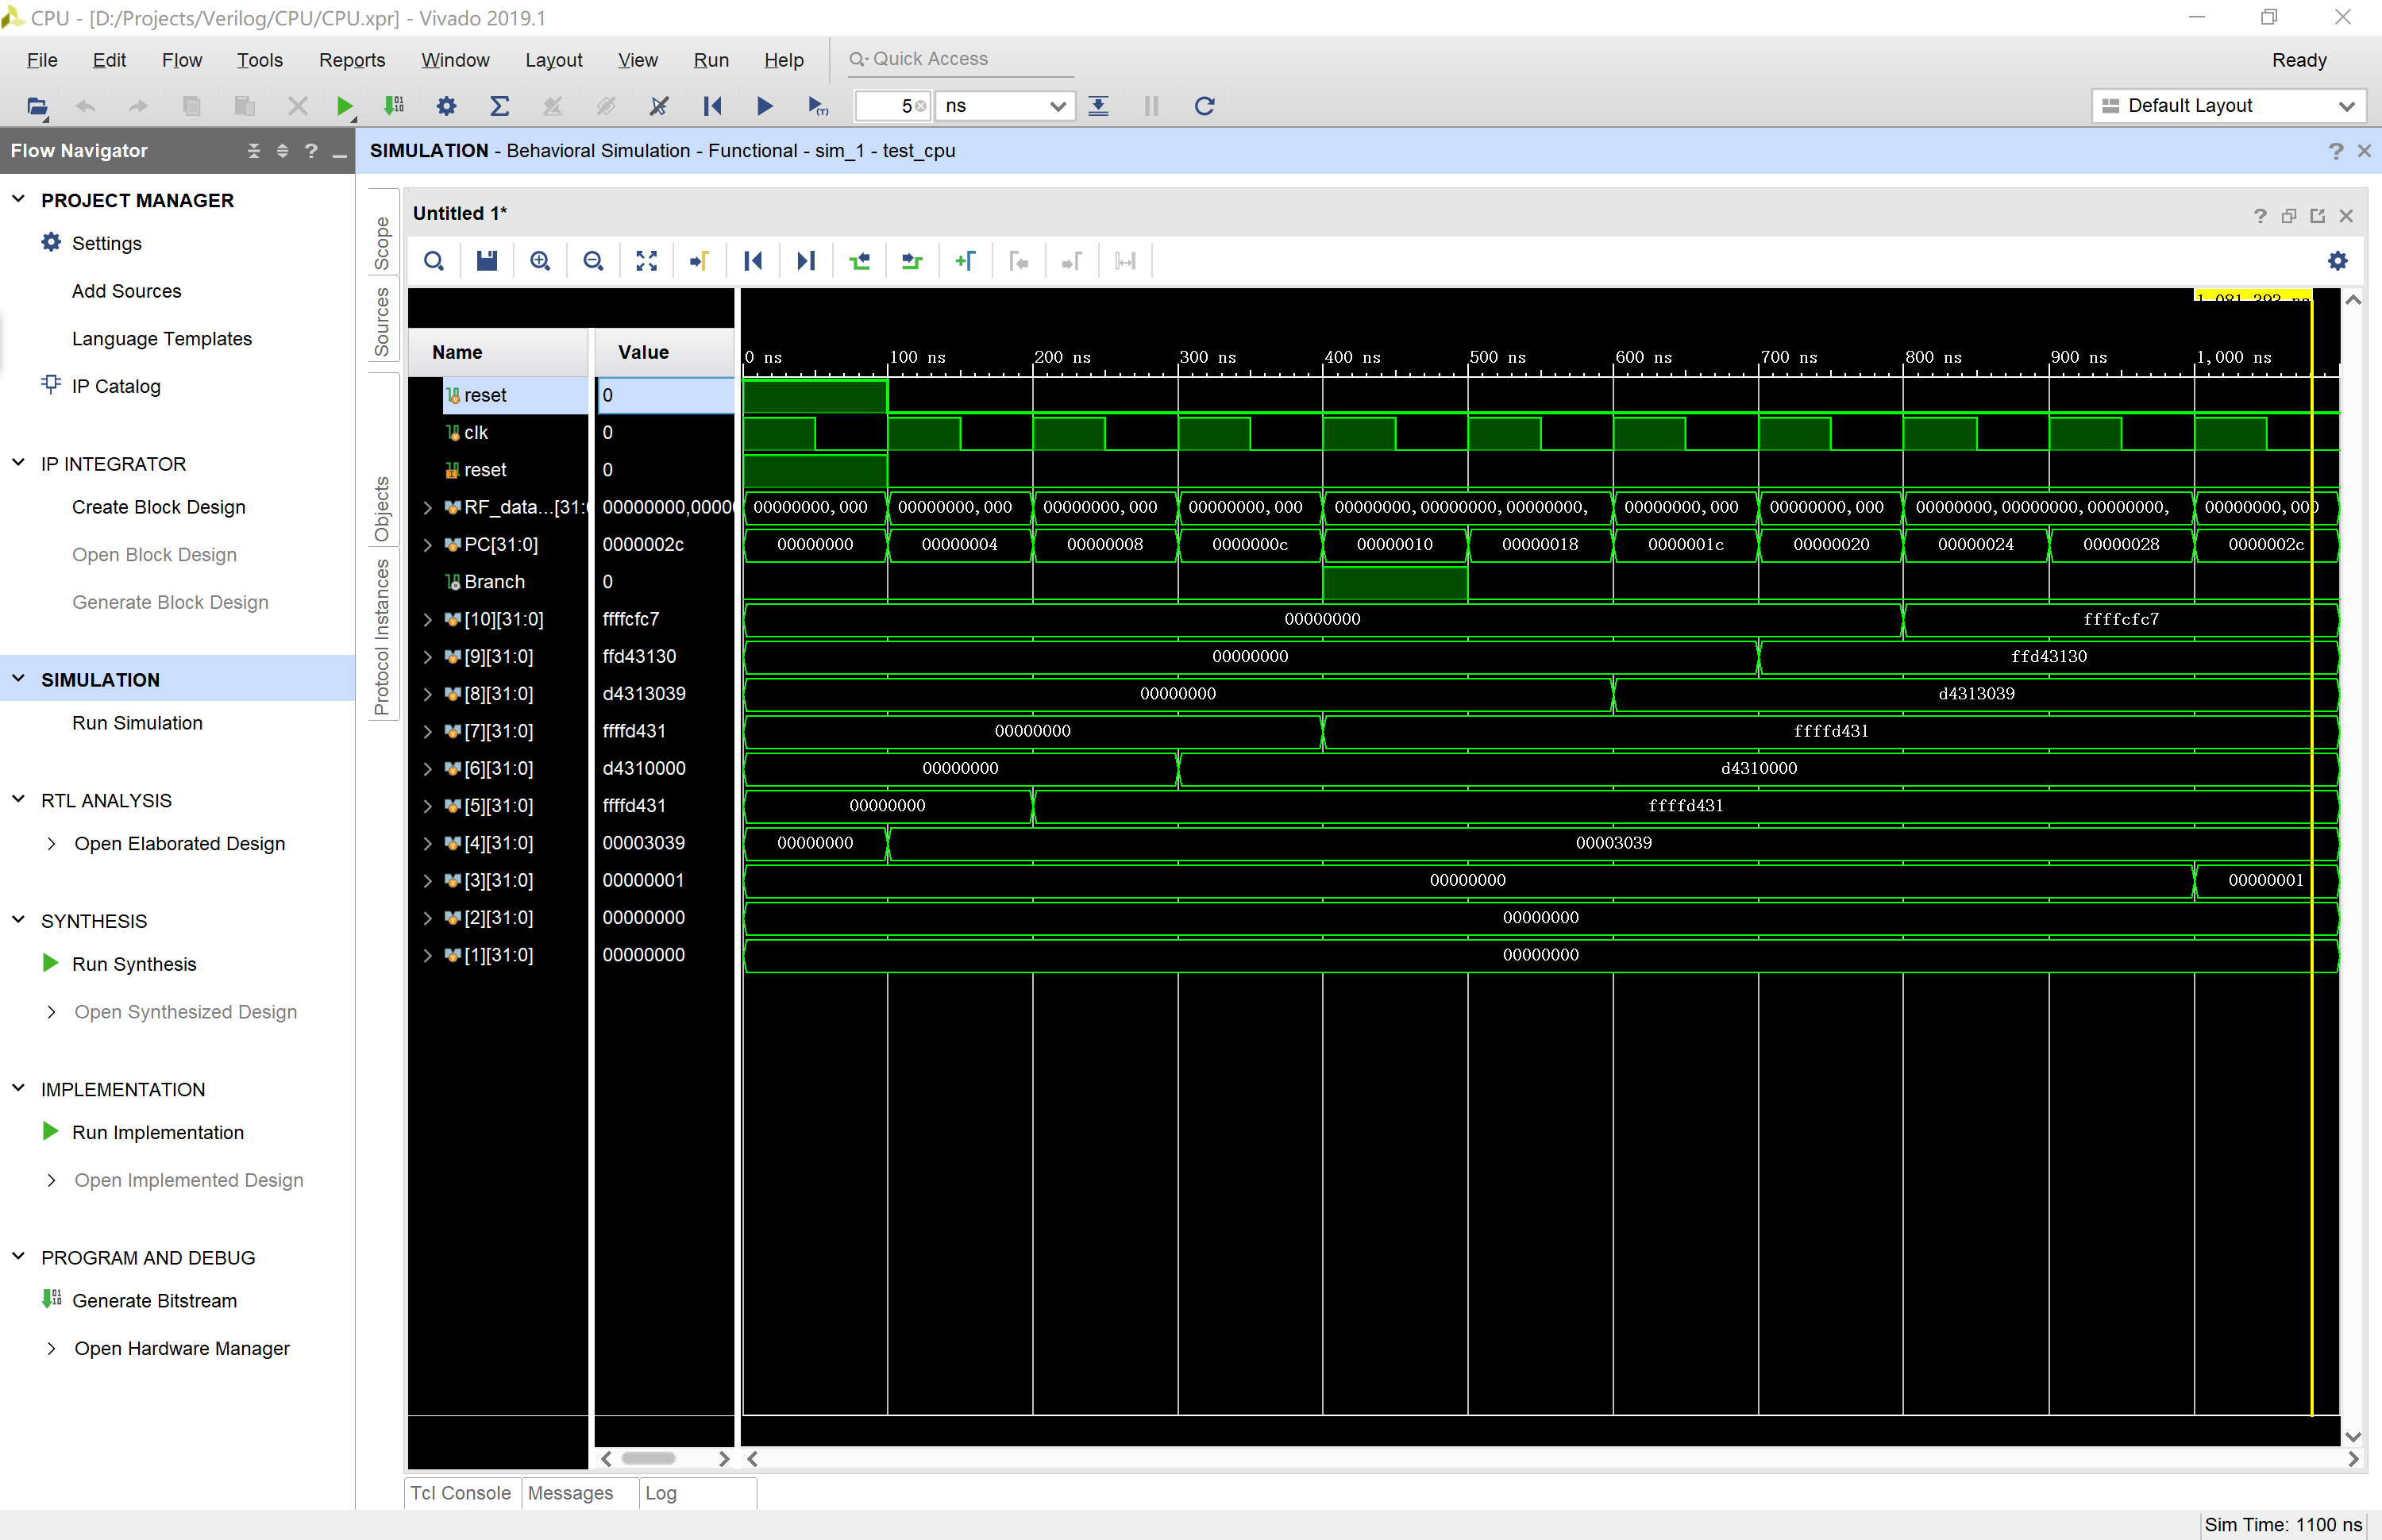 CPU - [D:/Projects/Verilog/CPU/CPU.xpr] - Vivado 2019.1
File Edit Flow Tools Reports Window Layout View Run Help Quick Access Ready
5 ns Default Layout
Flow Navigator
SIMULATION - Behavioral Simulation - Functional - sim_1 - test_cpu
PROJECT MANAGER
Settings
Add Sources
Language Templates
IP Catalog
IP INTEGRATOR
Create Block Design
Open Block Design
Generate Block Design
SIMULATION
Run Simulation
RTL ANALYSIS
Open Elaborated Design
SYNTHESIS
Run Synthesis
Open Synthesized Design
IMPLEMENTATION
Run Implementation
Open Implemented Design
PROGRAM AND DEBUG
Generate Bitstream
Open Hardware Manager
Scope
Sources
Objects
Protocol Instances
Untitled 1*
1,081.393 ns
Name Value
0 ns 100 ns 200 ns 300 ns 400 ns 500 ns 600 ns 700 ns 800 ns 900 ns 1,000 ns
reset 0
clk 0
reset 0
RF_data...[31:0 00000000,0000 00000000,000 00000000,000 00000000,000 00000000,000 00000000,00000000,00000000, 00000000,000 00000000,000 00000000,00000000,00000000, 00000000,000
PC[31:0] 0000002c 00000000 00000004 00000008 0000000c 00000010 00000018 0000001c 00000020 00000024 00000028 0000002c
Branch 0
[10][31:0] ffffcfc7 00000000 ffffcfc7
[9][31:0] ffd43130 00000000 ffd43130
[8][31:0] d4313039 00000000 d4313039
[7][31:0] ffffd431 00000000 ffffd431
[6][31:0] d4310000 00000000 d4310000
[5][31:0] ffffd431 00000000 ffffd431
[4][31:0] 00003039 00000000 00003039
[3][31:0] 00000001 00000000 00000001
[2][31:0] 00000000 00000000
[1][31:0] 00000000 00000000
Tcl Console Messages Log
Sim Time: 1100 ns